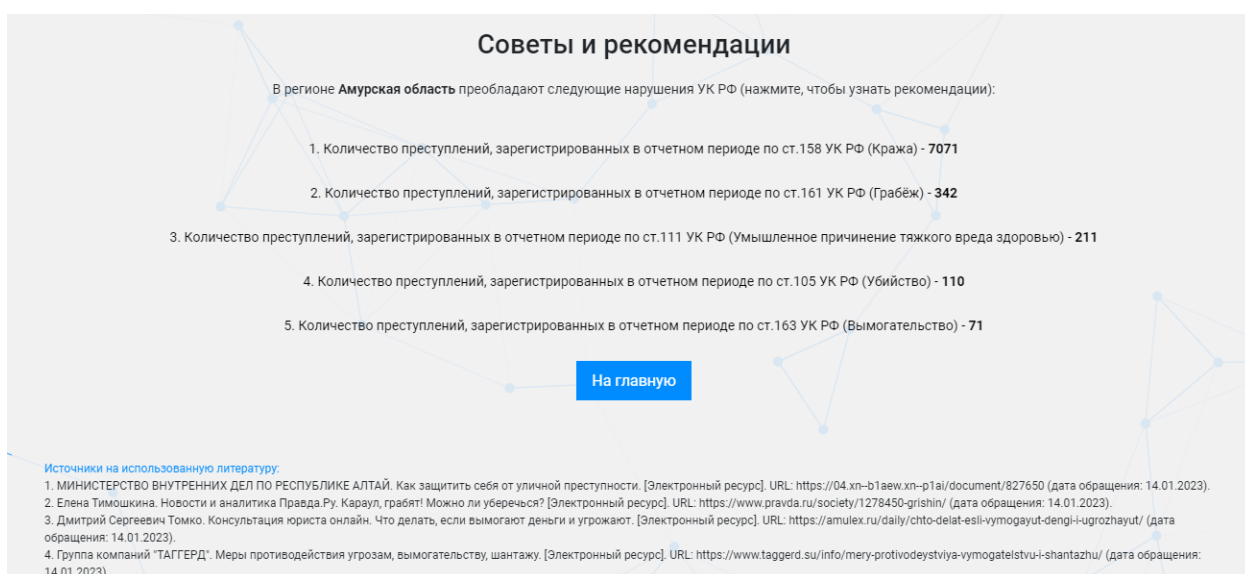 Советы и рекомендации
В регионе Амурская область преобладают следующие нарушения УК РФ (нажмите, чтобы узнать рекомендации):
1. Количество преступлений, зарегистрированных в отчетном периоде по ст.158 УК РФ (Кража) - 7071
2. Количество преступлений, зарегистрированных в отчетном периоде по ст.161 УК РФ (Грабёж) - 342
3. Количество преступлений, зарегистрированных в отчетном периоде по ст.111 УК РФ (Умышленное причинение тяжкого вреда здоровью) - 211
4. Количество преступлений, зарегистрированных в отчетном периоде по ст.105 УК РФ (Убийство) - 110
5. Количество преступлений, зарегистрированных в отчетном периоде по ст.163 УК РФ (Вымогательство) - 71
На главную
Источники на использованную литературу:
1. МИНИСТЕРСТВО ВНУТРЕННИХ ДЕЛ ПО РЕСПУБЛИКЕ АЛТАЙ. Как защитить себя от уличной преступности. [Электронный ресурс]. URL: https://04.xn--b1aew.xn--p1ai/document/827650 (дата обращения: 14.01.2023).
2. Елена Тимошкина. Новости и аналитика Правда.Ру. Караул, грабят! Можно ли уберечься? [Электронный ресурс]. URL: https://www.pravda.ru/society/1278450-grishin/ (дата обращения: 14.01.2023).
3. Дмитрий Сергеевич Томко. Консультация юриста онлайн. Что делать, если вымогают деньги и угрожают. [Электронный ресурс]. URL: https://amulex.ru/daily/chto-delat-esli-vymogayut-dengi-i-ugrozhayut/ (дата
обращения: 14.01.2023).
4. Группа компаний "ТАГГЕРД". Меры противодействия угрозам, вымогательству, шантажу. [Электронный ресурс]. URL: https://www.taggerd.su/info/mery-protivodeystviya-vymogatelstvu-i-shantazhu/ (дата обращения:
14.01.2023)